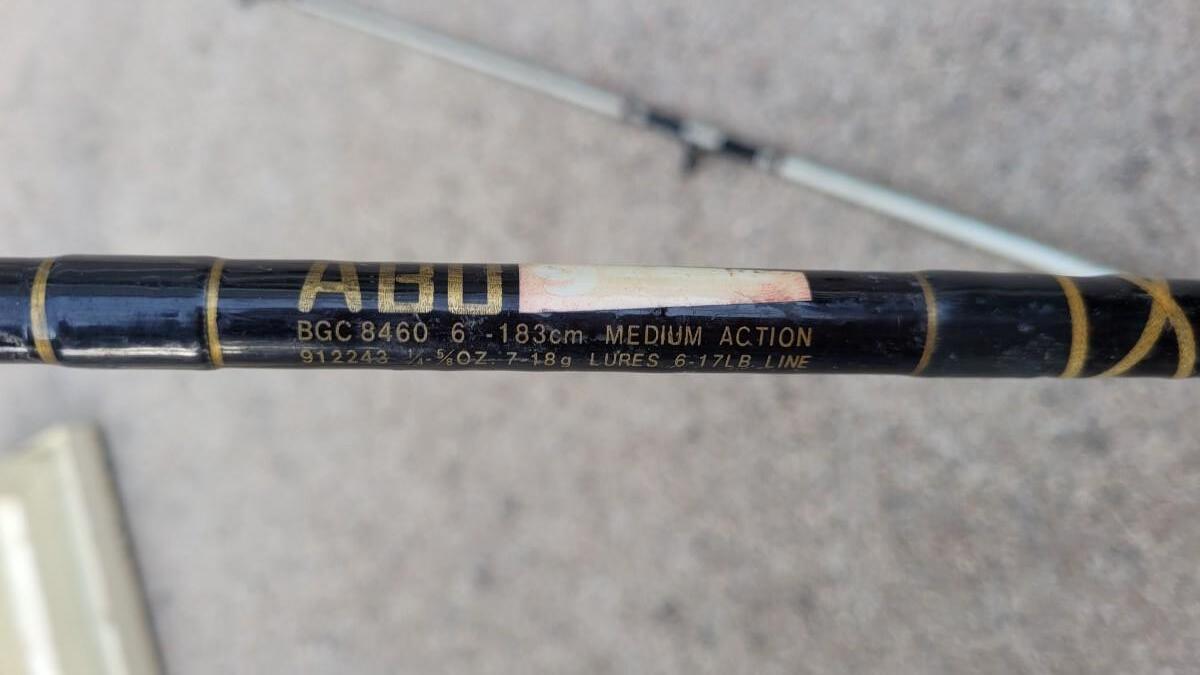 ABU
BGC 8460 6'-183cm MEDIUM ACTION
912243 ¼-⅝OZ. 7-18g LURES 6-17LB LINE